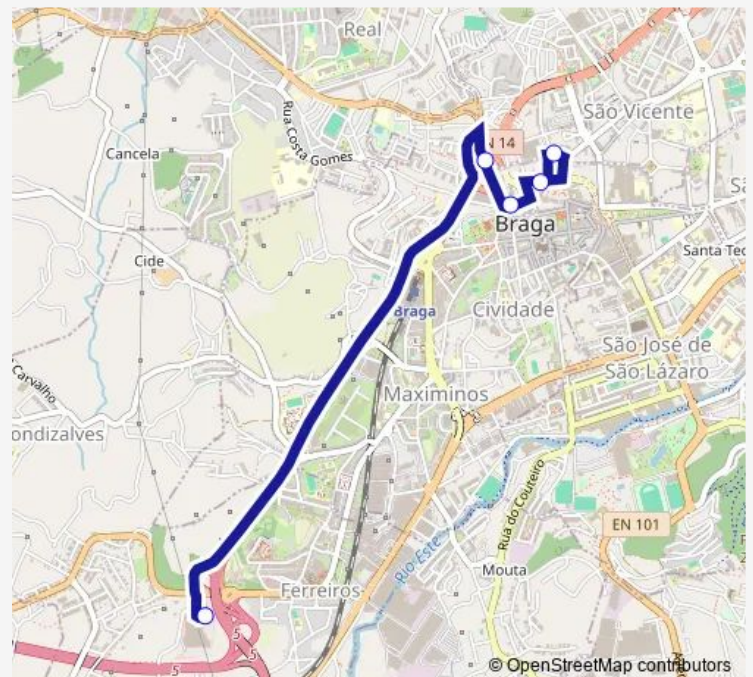 Real
São Vicente
Rua Costa Gomes
N 14
Cancela
Braga
Santa Tec
Cide
Braga
Cividade
São José de
São Lázaro
Carvalho
Maximinos
ondizalves
Rua do Couteiro
EN 101
Rio Este
Mouta
Ferreiros
5
5
5
© OpenStreetMap contributors